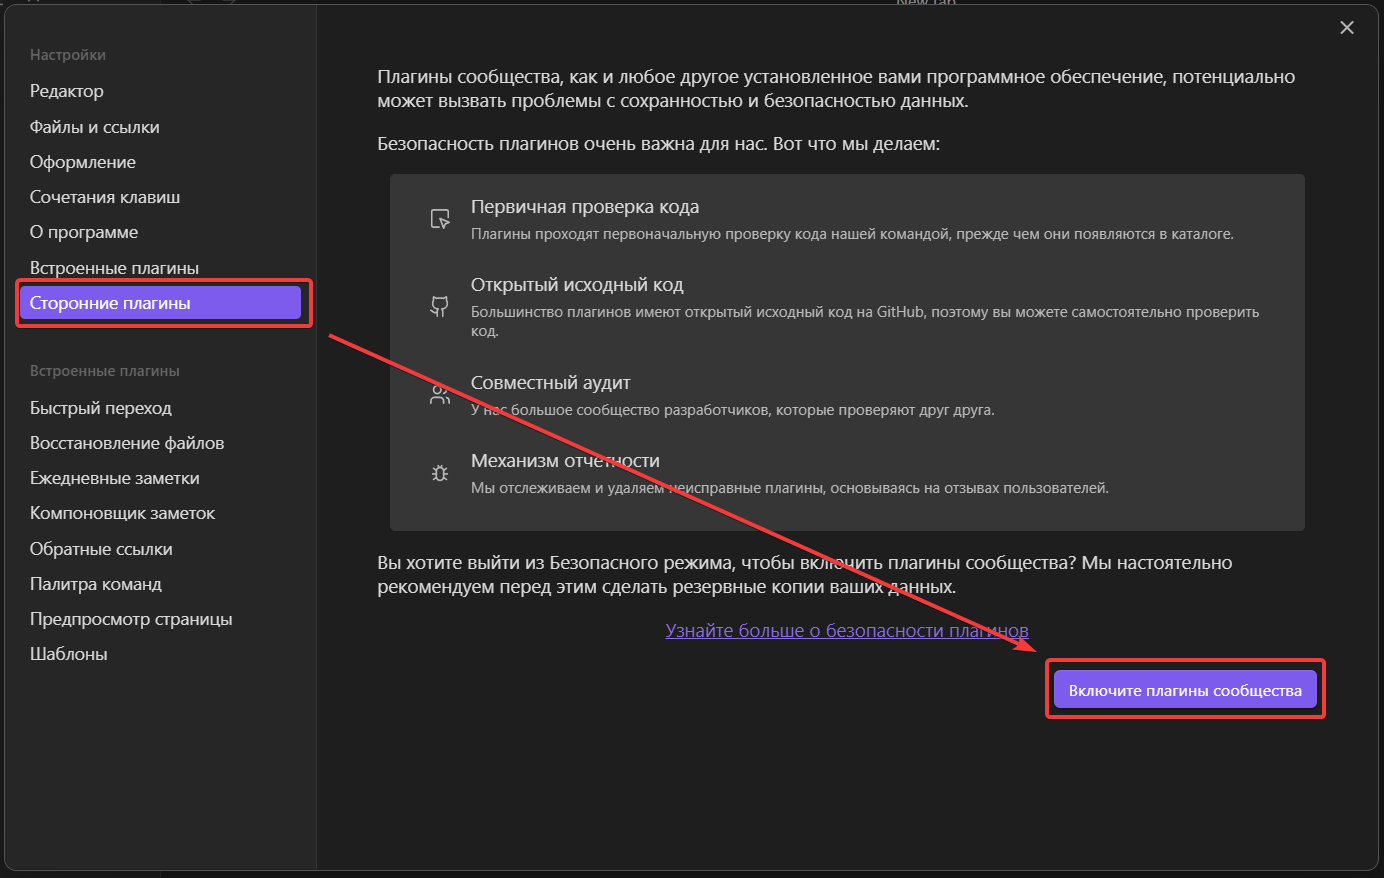 New Tab
Настройки
Редактор
Файлы и ссылки
Оформление
Сочетания клавиш
О программе
Встроенные плагины
Сторонние плагины
Встроенные плагины
Быстрый переход
Восстановление файлов
Ежедневные заметки
Компоновщик заметок
Обратные ссылки
Палитра команд
Предпросмотр страницы
Шаблоны
Плагины сообщества, как и любое другое установленное вами программное обеспечение, потенциально
может вызвать проблемы с сохранностью и безопасностью данных.
Безопасность плагинов очень важна для нас. Вот что мы делаем:
Первичная проверка кода
Плагины проходят первоначальную проверку кода нашей командой, прежде чем они появляются в каталоге.
Открытый исходный код
Большинство плагинов имеют открытый исходный код на GitHub, поэтому вы можете самостоятельно проверить
код.
Совместный аудит
У нас большое сообщество разработчиков, которые проверяют друг друга.
Механизм отчетности
Мы отслеживаем и удаляем неисправные плагины, основываясь на отзывах пользователей.
Вы хотите выйти из Безопасного режима, чтобы включить плагины сообщества? Мы настоятельно
рекомендуем перед этим сделать резервные копии ваших данных.
Узнайте больше о безопасности плагинов
Включите плагины сообщества